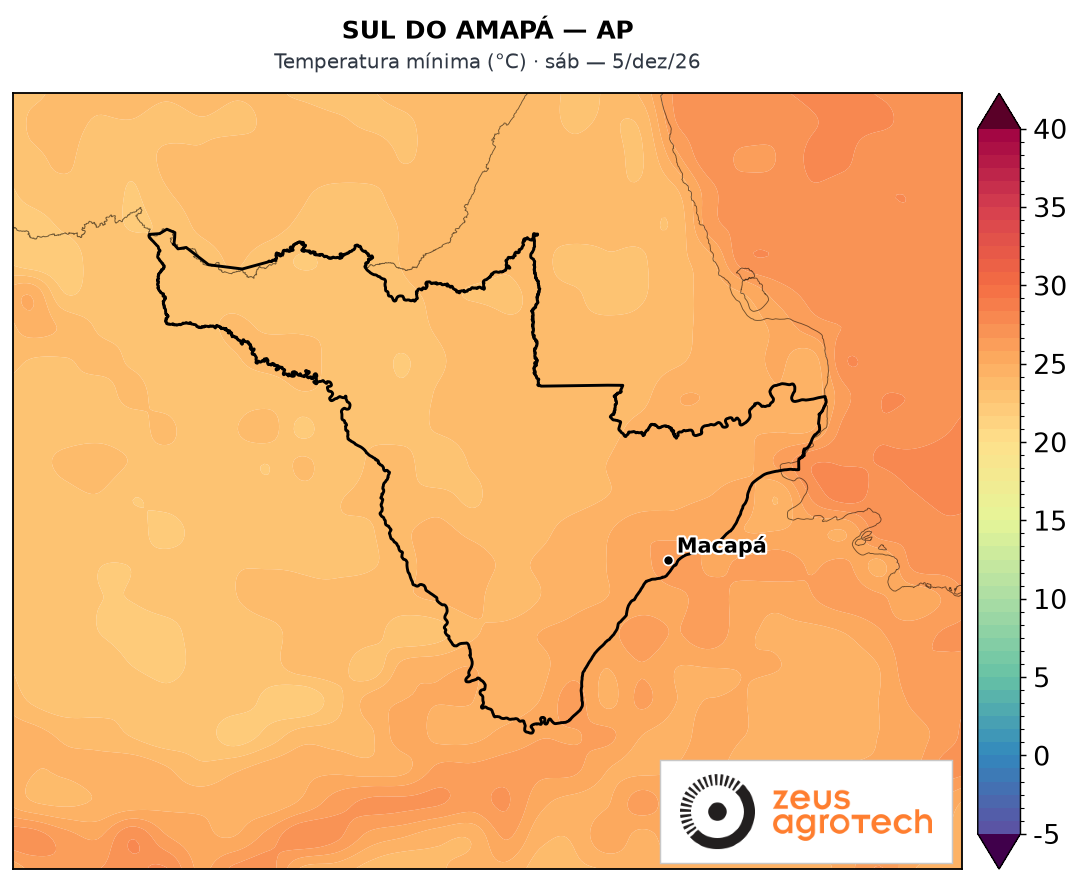 SUL DO AMAPÁ — AP
Temperatura mínima (°C) · sáb — 5/dez/26
40
35
30
25
20
15
10
5
0
-5
Macapá
zeus
agrotech